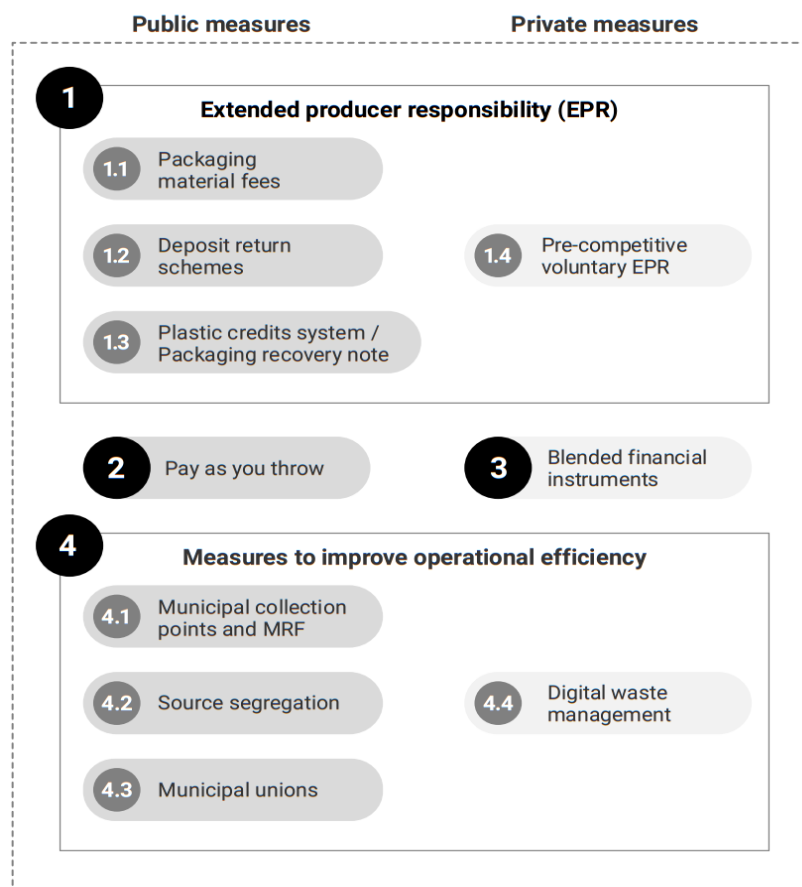 Public measures
Private measures
1
Extended producer responsibility (EPR)
1.1
Packaging
material fees
1.2
Deposit return
schemes
1.4
Pre-competitive
voluntary EPR
1.3
Plastic credits system /
Packaging recovery note
2
Pay as you throw
3
Blended financial
instruments
4
Measures to improve operational efficiency
4.1
Municipal collection
points and MRF
4.2
Source segregation
4.4
Digital waste
management
4.3
Municipal unions